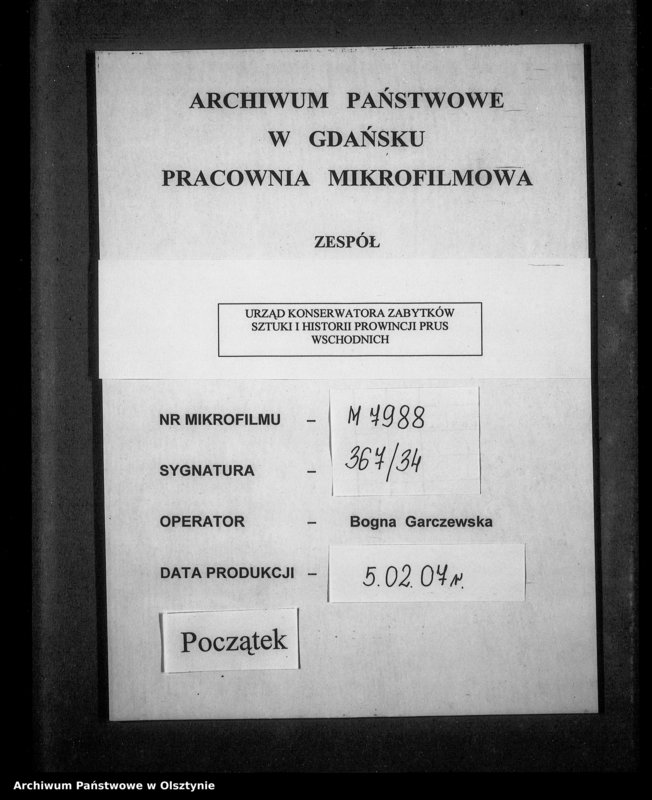 ARCHIWUM PAŃSTWOWE
W GDAŃSKU
PRACOWNIA MIKROFILMOWA
ZESPÓŁ
URZĄD KONSERWATORA ZABYTKÓW
SZTUKI I HISTORII PROWINCJI PRUS
WSCHODNICH
NR MIKROFILMU – M 7988
SYGNATURA – 367/34
OPERATOR – Bogna Garczewska
DATA PRODUKCJI – 5.02.07 r.
Początek
Archiwum Państwowe w Olsztynie